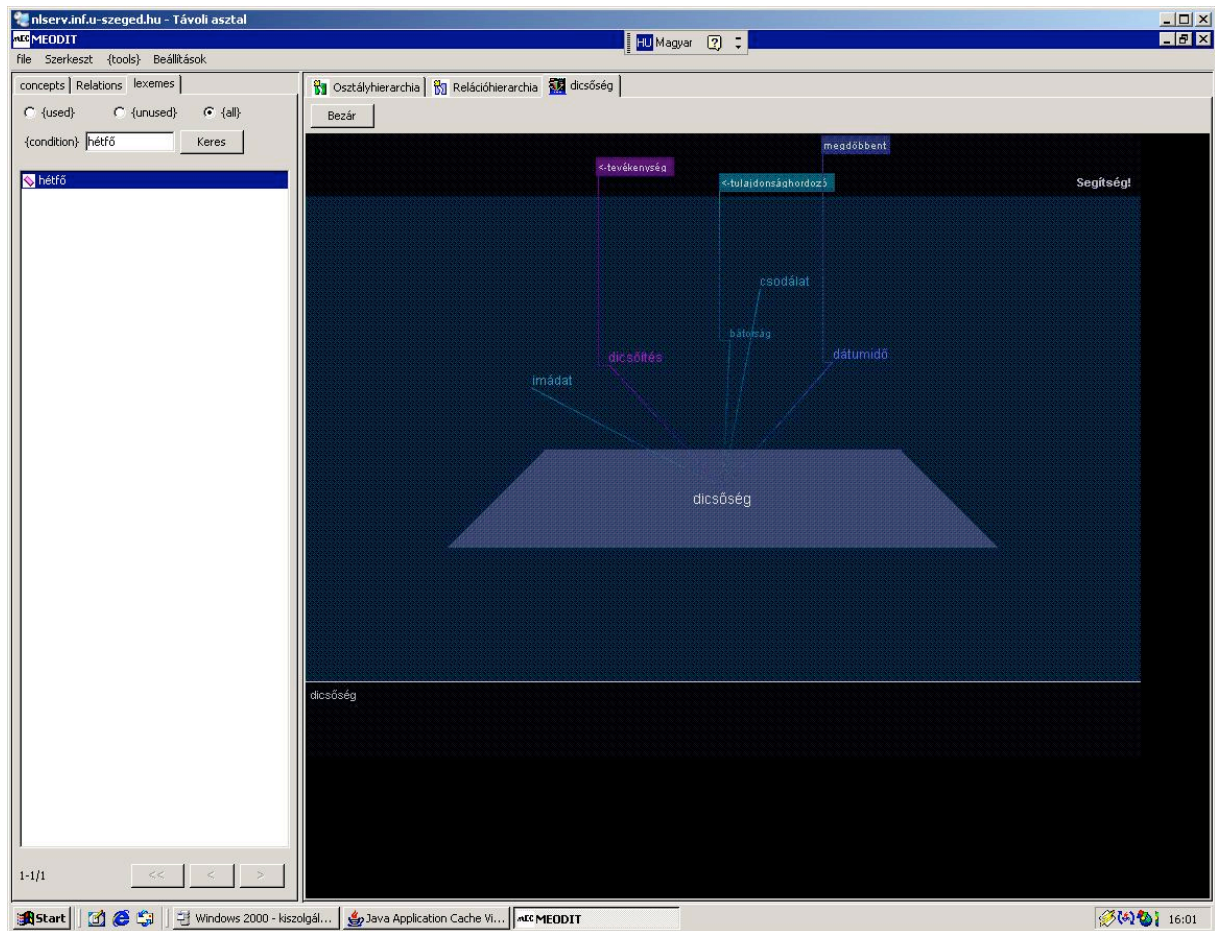 nlserv.inf.u-szeged.hu - Távoli asztal
MEO MEODIT
HU Magyar
file Szerkeszt {tools} Beállítások
concepts Relations lexemes
{used} {unused} {all}
{condition} hétfő Keres
hétfő
1-1/1 << < >
Osztályhierarchia Relációhierarchia dicsőség
Bezár
megdöbbent
<-tevékenység
<-tulajdonsághordozó
Segítség!
csodálat
bátorság
dicsőítés
dátumidő
imádat
dicsőség
dicsőség
Start Windows 2000 - kiszolgál... Java Application Cache Vi... MEO MEODIT 16:01